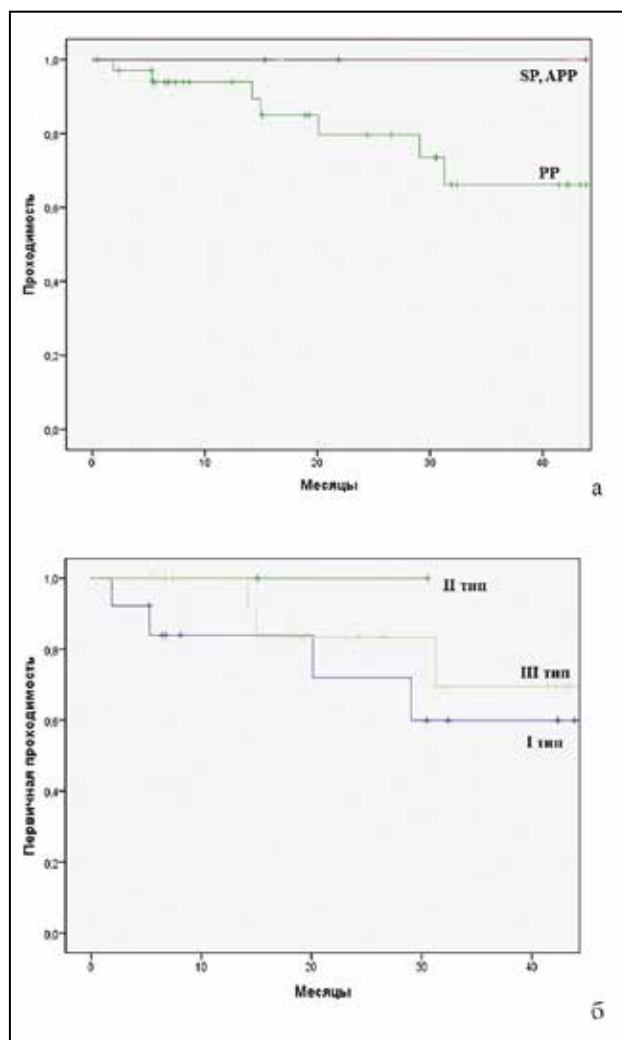 1,0
SP, APP
0,8
PP
0,6
0,4
0,2
0,0
Проходимость
0 10 20 30 40
Месяцы
а
1,0
II тип
0,8
III тип
0,6
I тип
0,4
0,2
0,0
Первичная проходимость
0 10 20 30 40
Месяцы
б